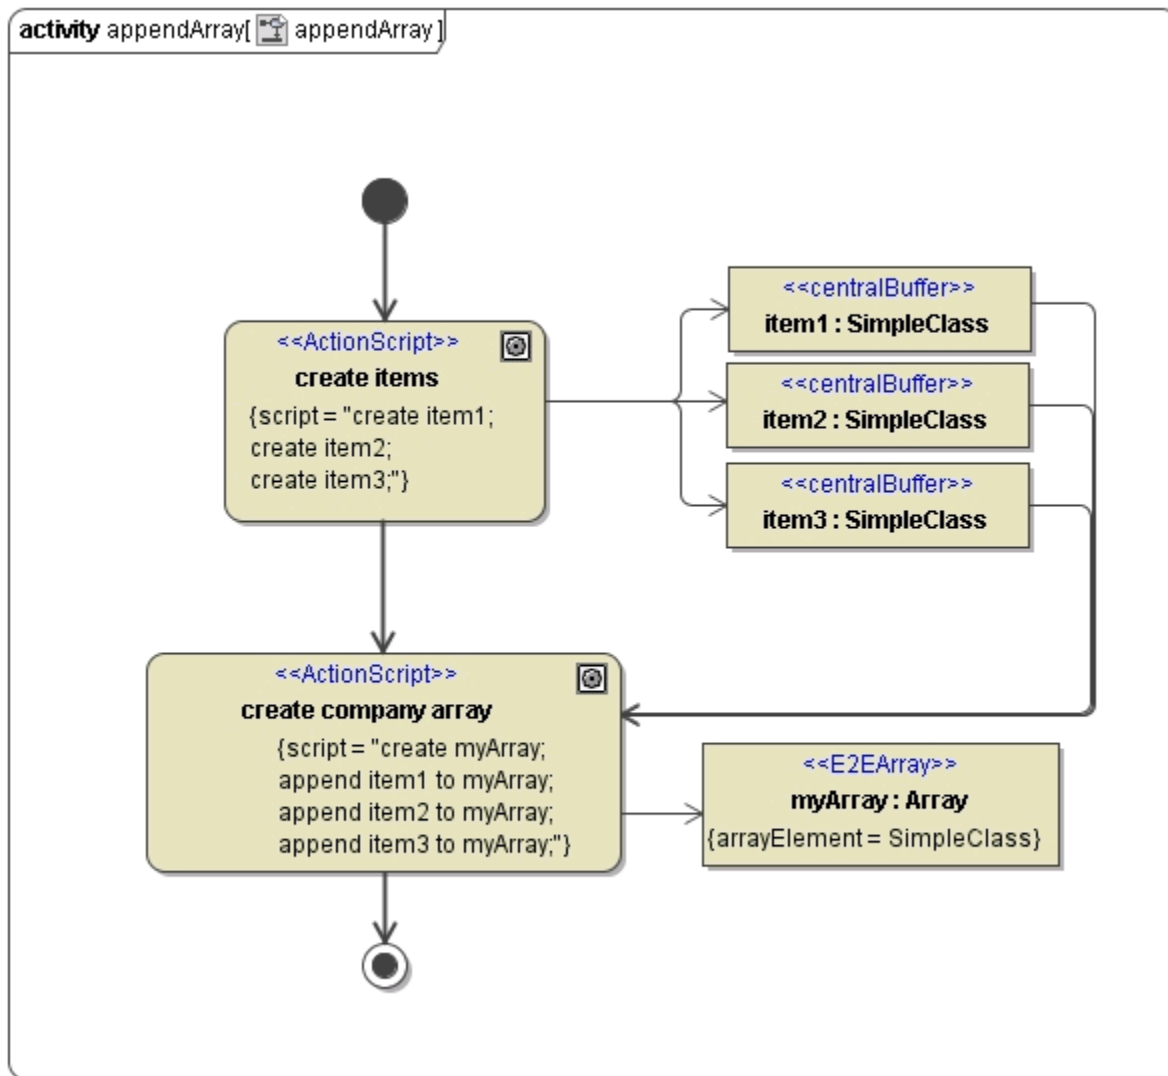 activity appendArray[ appendArray]
<<ActionScript>>
create items
{script = "create item1;
create item2;
create item3;"}
<<centralBuffer>>
item1 : SimpleClass
<<centralBuffer>>
item2 : SimpleClass
<<centralBuffer>>
item3 : SimpleClass
<<ActionScript>>
create company array
{script = "create myArray;
append item1 to myArray;
append item2 to myArray;
append item3 to myArray;"}
<<E2EArray>>
myArray : Array
{arrayElement = SimpleClass}